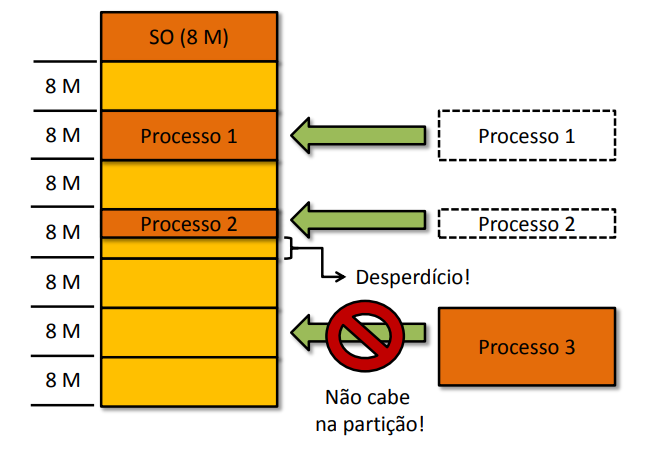 SO (8 M)
8 M
8 M
Processo 1
Processo 1
8 M
8 M
Processo 2
Processo 2
Desperdício!
8 M
8 M
Processo 3
8 M
Não cabe
na partição!